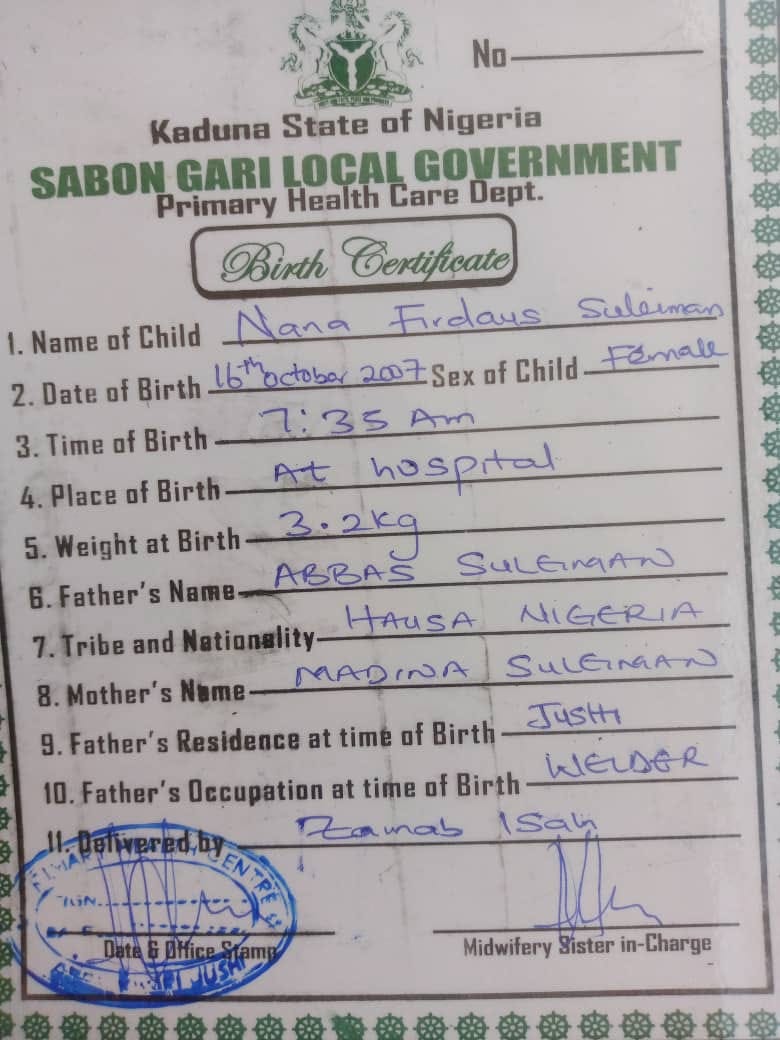 No
Kaduna State of Nigeria
SABON GARI LOCAL GOVERNMENT
Primary Health Care Dept.
Birth Certificate
1. Name of Child Nana Firdaus Suleiman
2. Date of Birth 16th october 2007 Sex of Child Female
3. Time of Birth 7:35 Am
4. Place of Birth At hospital
5. Weight at Birth 3.2kg
6. Father's Name ABBAS SULEIMAN
7. Tribe and Nationality HAUSA NIGERIA
8. Mother's Name MADINA SULEIMAN
9. Father's Residence at time of Birth JUSHI
10. Father's Occupation at time of Birth WELDER
11. Delivered by Zainab Isah
CENTRE
SIGN
Date & Office Stamp
Midwifery Sister in-Charge
JUSHI